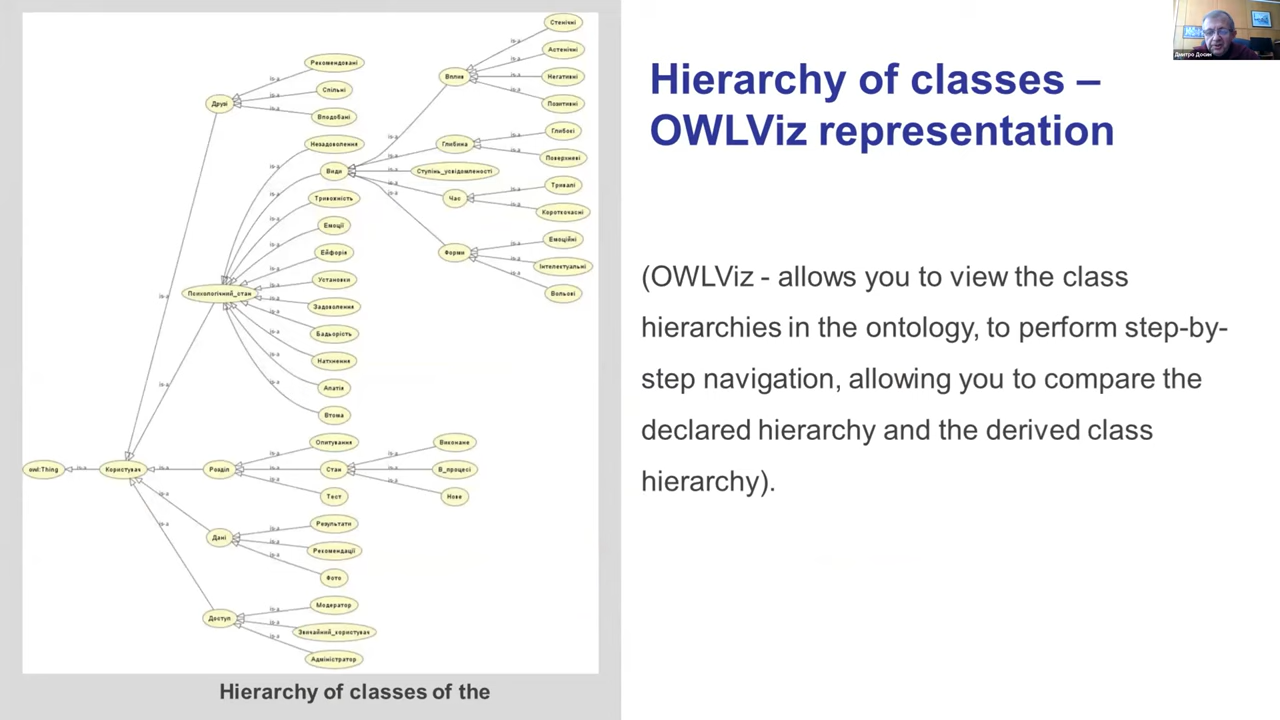 Hierarchy of classes –
OWLViz representation
(OWLViz - allows you to view the class
hierarchies in the ontology, to perform step-by-
step navigation, allowing you to compare the
declared hierarchy and the derived class
hierarchy).
Дмитро Досин
owl:Thing
Користувач
Друзі
Рекомендовані
Спільні
Вподобані
Психологічний_стан
Незадоволення
Види
Тривожність
Емоції
Ейфорія
Установки
Задоволення
Бадьорість
Натхнення
Апатія
Втома
Вплив
Стенічні
Астенічні
Негативні
Позитивні
Глибина
Глибокі
Поверхневі
Ступінь_усвідомленості
Час
Тривалі
Короткочасні
Форми
Емоційні
Інтелектуальні
Вольові
Розділ
Опитування
Стан
Тест
Виконане
В_процесі
Нове
Дані
Результати
Рекомендації
Фото
Доступ
Модератор
Звичайний_користувач
Адміністратор
Hierarchy of classes of the